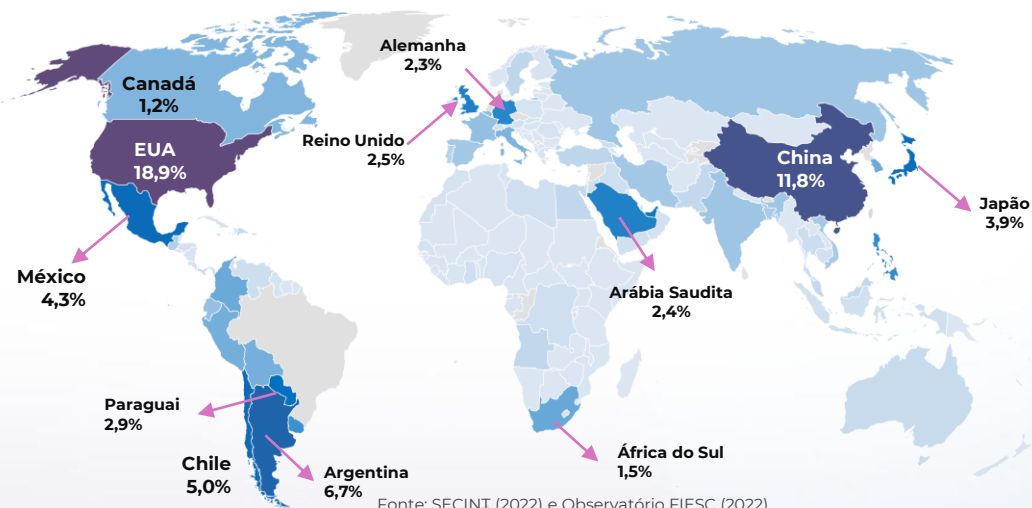 Alemanha
2,3%
Canadá
1,2%
Reino Unido
2,5%
EUA
18,9%
China
11,8%
Japão
3,9%
México
4,3%
Arábia Saudita
2,4%
Paraguai
2,9%
Chile
5,0%
Argentina
6,7%
África do Sul
1,5%
Fonte: SECINT (2022) e Observatório FIESC (2022)